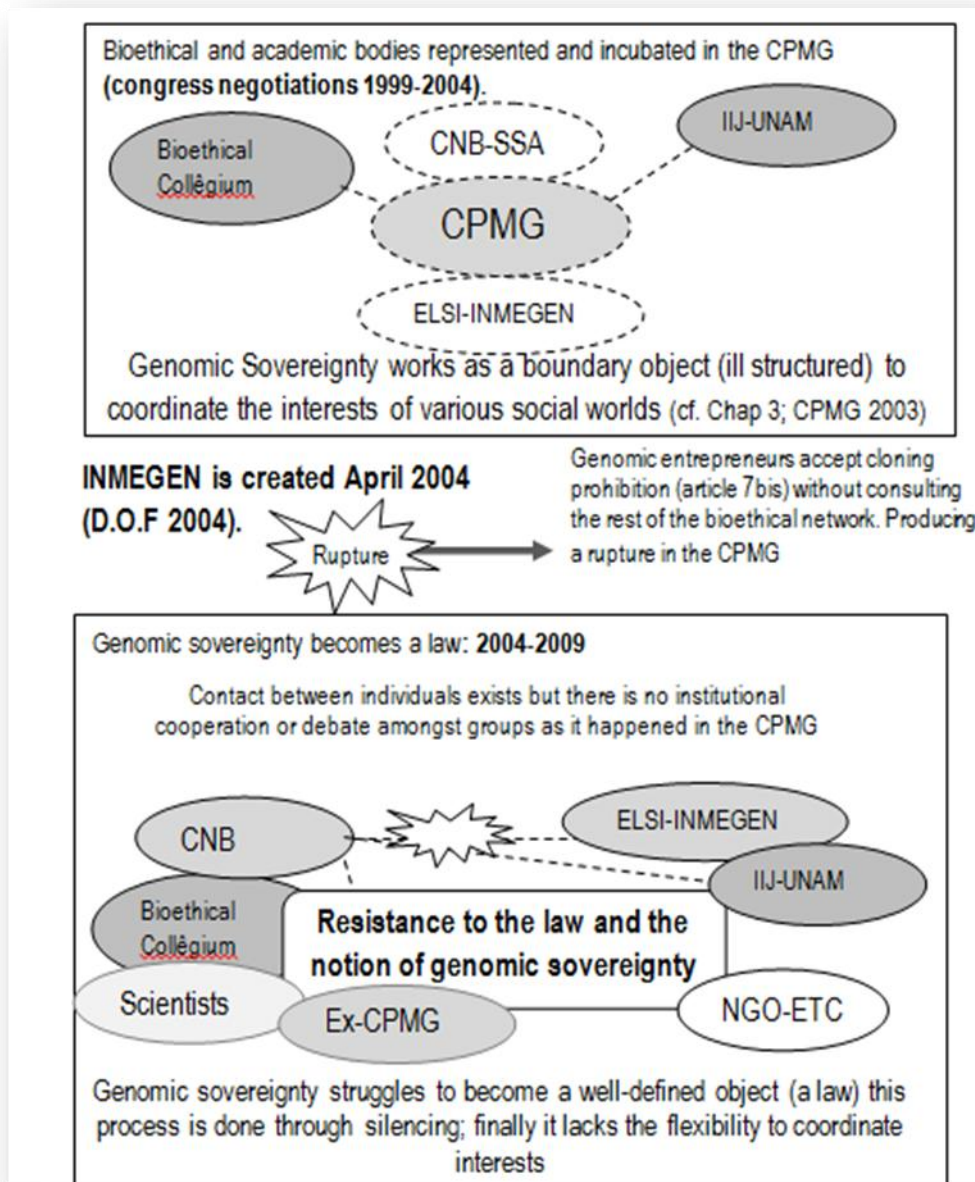 Bioethical and academic bodies represented and incubated in the CPMG
(congress negotiations 1999-2004).
Bioethical
Collêgium
CNB-SSA
IIJ-UNAM
CPMG
ELSI-INMEGEN
Genomic Sovereignty works as a boundary object (ill structured) to
coordinate the interests of various social worlds (cf. Chap 3; CPMG 2003)
INMEGEN is created April 2004
(D.O.F 2004).
Rupture
Genomic entrepreneurs accept cloning
prohibition (article 7bis) without consulting
the rest of the bioethical network. Producing
a rupture in the CPMG
Genomic sovereignty becomes a law: 2004-2009
Contact between individuals exists but there is no institutional
cooperation or debate amongst groups as it happened in the CPMG
CNB
ELSI-INMEGEN
IIJ-UNAM
Bioethical
Collêgium
Resistance to the law and the
notion of genomic sovereignty
Scientists
Ex-CPMG
NGO-ETC
Genomic sovereignty struggles to become a well-defined object (a law) this
process is done through silencing; finally it lacks the flexibility to coordinate
interests